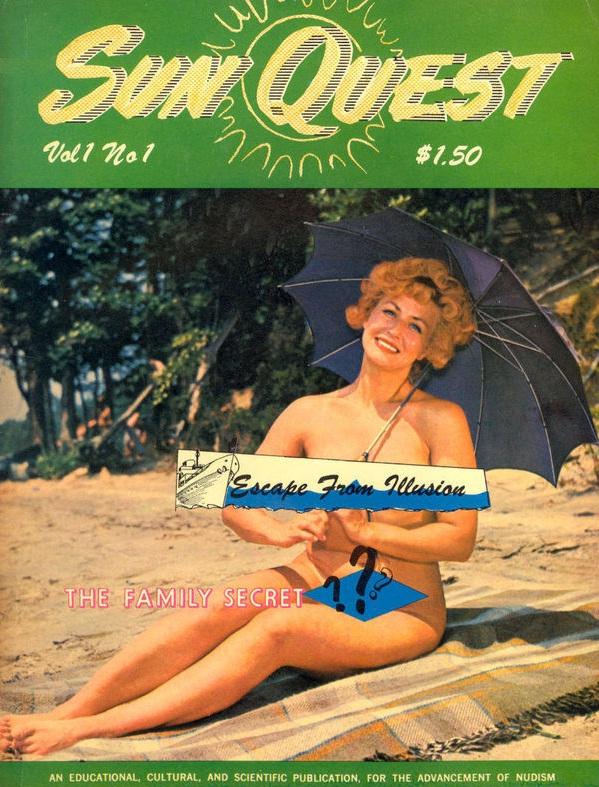 SUN QUEST
Vol 1 No 1
$1.50
Escape From Illusion
THE FAMILY SECRET
???
AN EDUCATIONAL, CULTURAL, AND SCIENTIFIC PUBLICATION, FOR THE ADVANCEMENT OF NUDISM